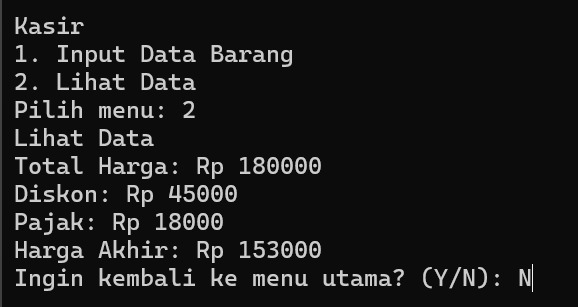 Kasir
1. Input Data Barang
2. Lihat Data
Pilih menu: 2
Lihat Data
Total Harga: Rp 180000
Diskon: Rp 45000
Pajak: Rp 18000
Harga Akhir: Rp 153000
Ingin kembali ke menu utama? (Y/N): N